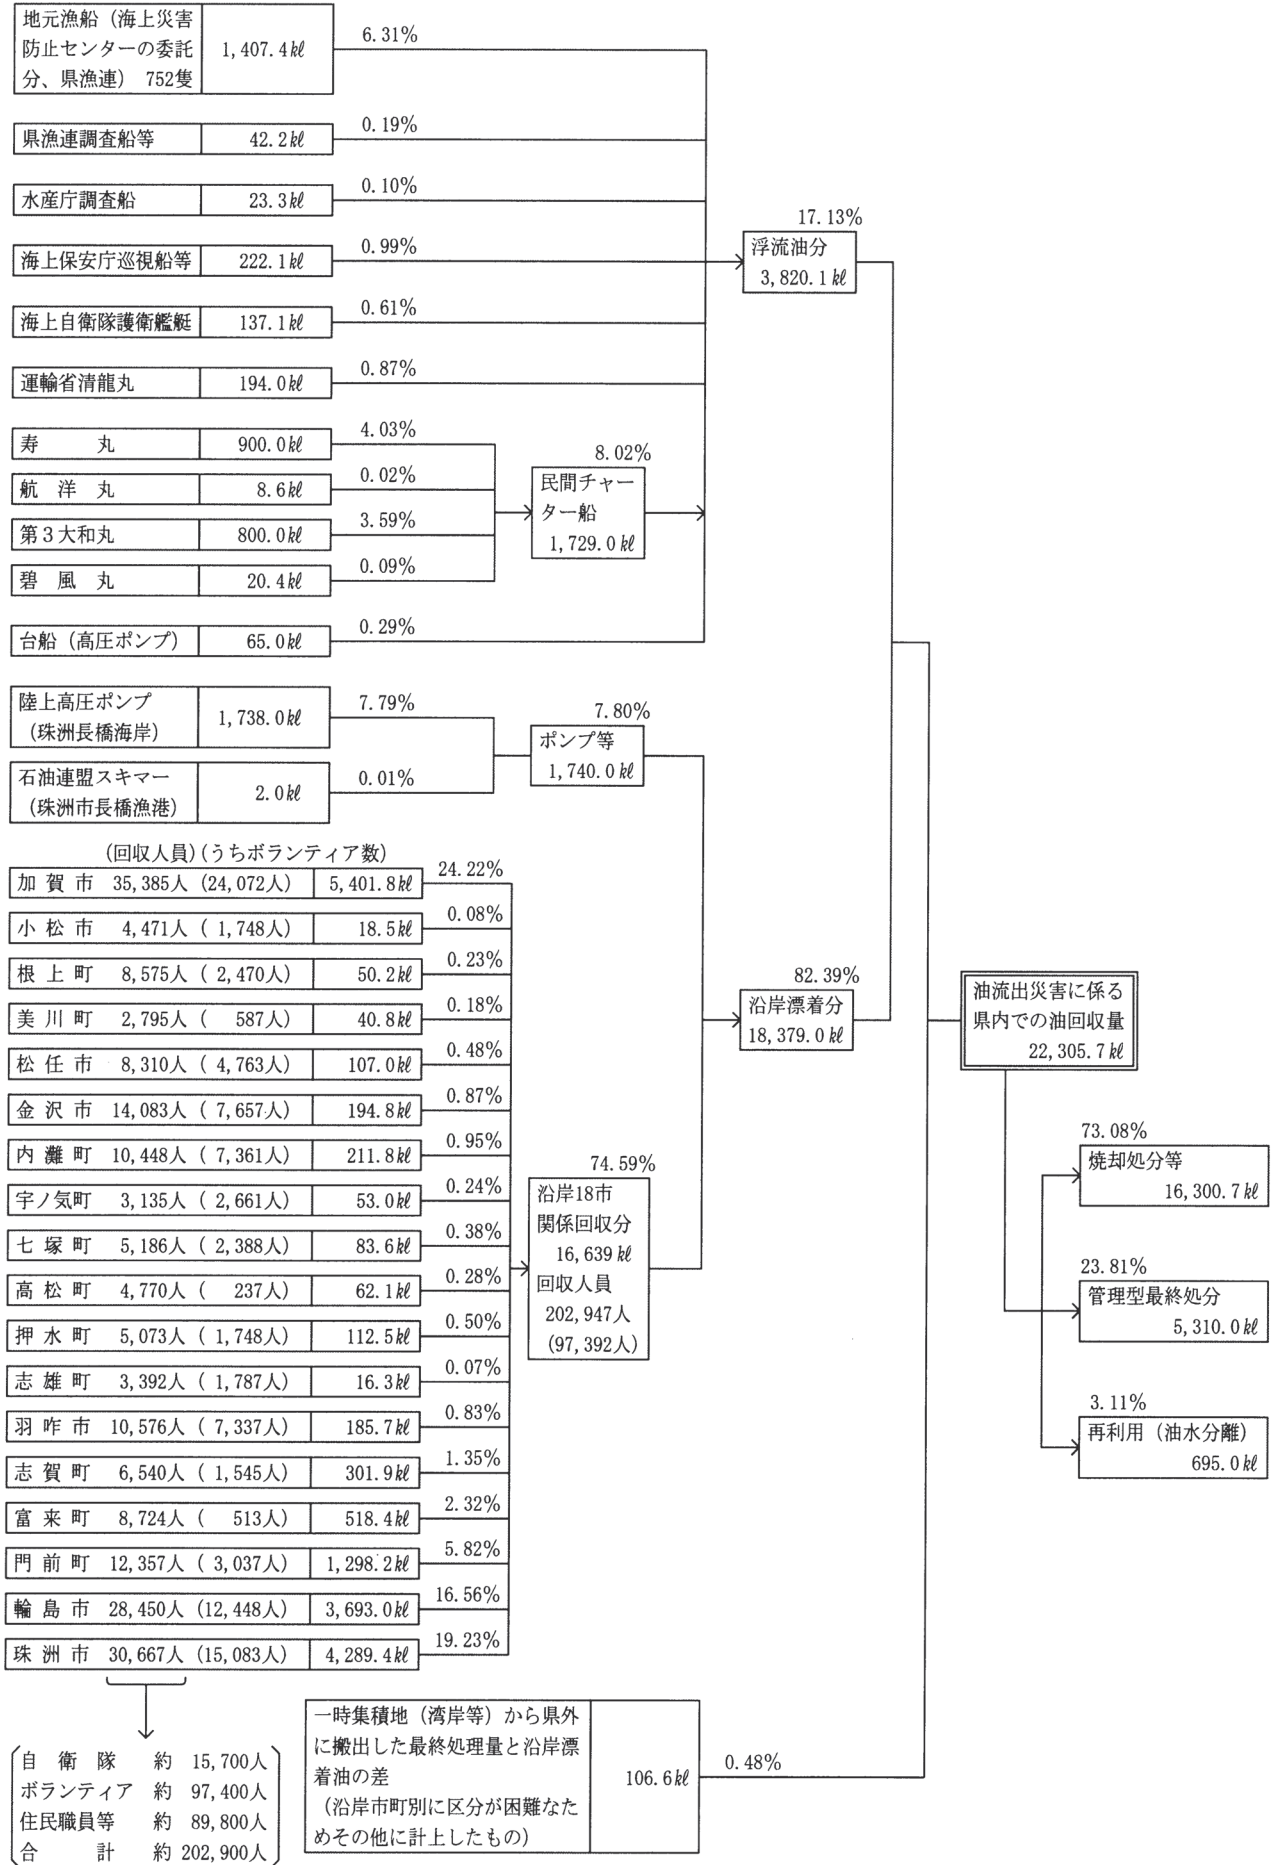 地元漁船（海上災害
防止センターの委託
分、県漁連） 752隻
1,407.4㎘
6.31%
県漁連調査船等 42.2㎘ 0.19%
水産庁調査船 23.3㎘ 0.10%
海上保安庁巡視船等 222.1㎘ 0.99%
海上自衛隊護衛艦艇 137.1㎘ 0.61%
運輸省清龍丸 194.0㎘ 0.87%
寿丸 900.0㎘ 4.03%
航洋丸 8.6㎘ 0.02%
第３大和丸 800.0㎘ 3.59%
碧風丸 20.4㎘ 0.09%
8.02%
民間チャー
ター船
1,729.0㎘
台船（高圧ポンプ） 65.0㎘ 0.29%
17.13%
浮流油分
3,820.1㎘
陸上高圧ポンプ
（珠洲長橋海岸）
1,738.0㎘
7.79%
石油連盟スキマー
（珠洲市長橋漁港）
2.0㎘
0.01%
7.80%
ポンプ等
1,740.0㎘
(回収人員)(うちボランティア数)
加賀市 35,385人 (24,072人) 5,401.8㎘ 24.22%
小松市 4,471人 ( 1,748人) 18.5㎘ 0.08%
根上町 8,575人 ( 2,470人) 50.2㎘ 0.23%
美川町 2,795人 ( 587人) 40.8㎘ 0.18%
松任市 8,310人 ( 4,763人) 107.0㎘ 0.48%
金沢市 14,083人 ( 7,657人) 194.8㎘ 0.87%
内灘町 10,448人 ( 7,361人) 211.8㎘ 0.95%
宇ノ気町 3,135人 ( 2,661人) 53.0㎘ 0.24%
七塚町 5,186人 ( 2,388人) 83.6㎘ 0.38%
高松町 4,770人 ( 237人) 62.1㎘ 0.28%
押水町 5,073人 ( 1,748人) 112.5㎘ 0.50%
志雄町 3,392人 ( 1,787人) 16.3㎘ 0.07%
羽咋市 10,576人 ( 7,337人) 185.7㎘ 0.83%
志賀町 6,540人 ( 1,545人) 301.9㎘ 1.35%
富来町 8,724人 ( 513人) 518.4㎘ 2.32%
門前町 12,357人 ( 3,037人) 1,298.2㎘ 5.82%
輪島市 28,450人 (12,448人) 3,693.0㎘ 16.56%
珠洲市 30,667人 (15,083人) 4,289.4㎘ 19.23%
74.59%
沿岸18市
関係回収分
16,639㎘
回収人員
202,947人
(97,392人)
82.39%
沿岸漂着分
18,379.0㎘
自衛隊 約 15,700人
ボランティア 約 97,400人
住民職員等 約 89,800人
合計 約 202,900人
一時集積地（湾岸等）から県外
に搬出した最終処理量と沿岸漂
着油の差
（沿岸市町別に区分が困難なた
めその他に計上したもの）
106.6㎘
0.48%
油流出災害に係る
県内での油回収量
22,305.7㎘
73.08%
焼却処分等
16,300.7㎘
23.81%
管理型最終処分
5,310.0㎘
3.11%
再利用（油水分離）
695.0㎘